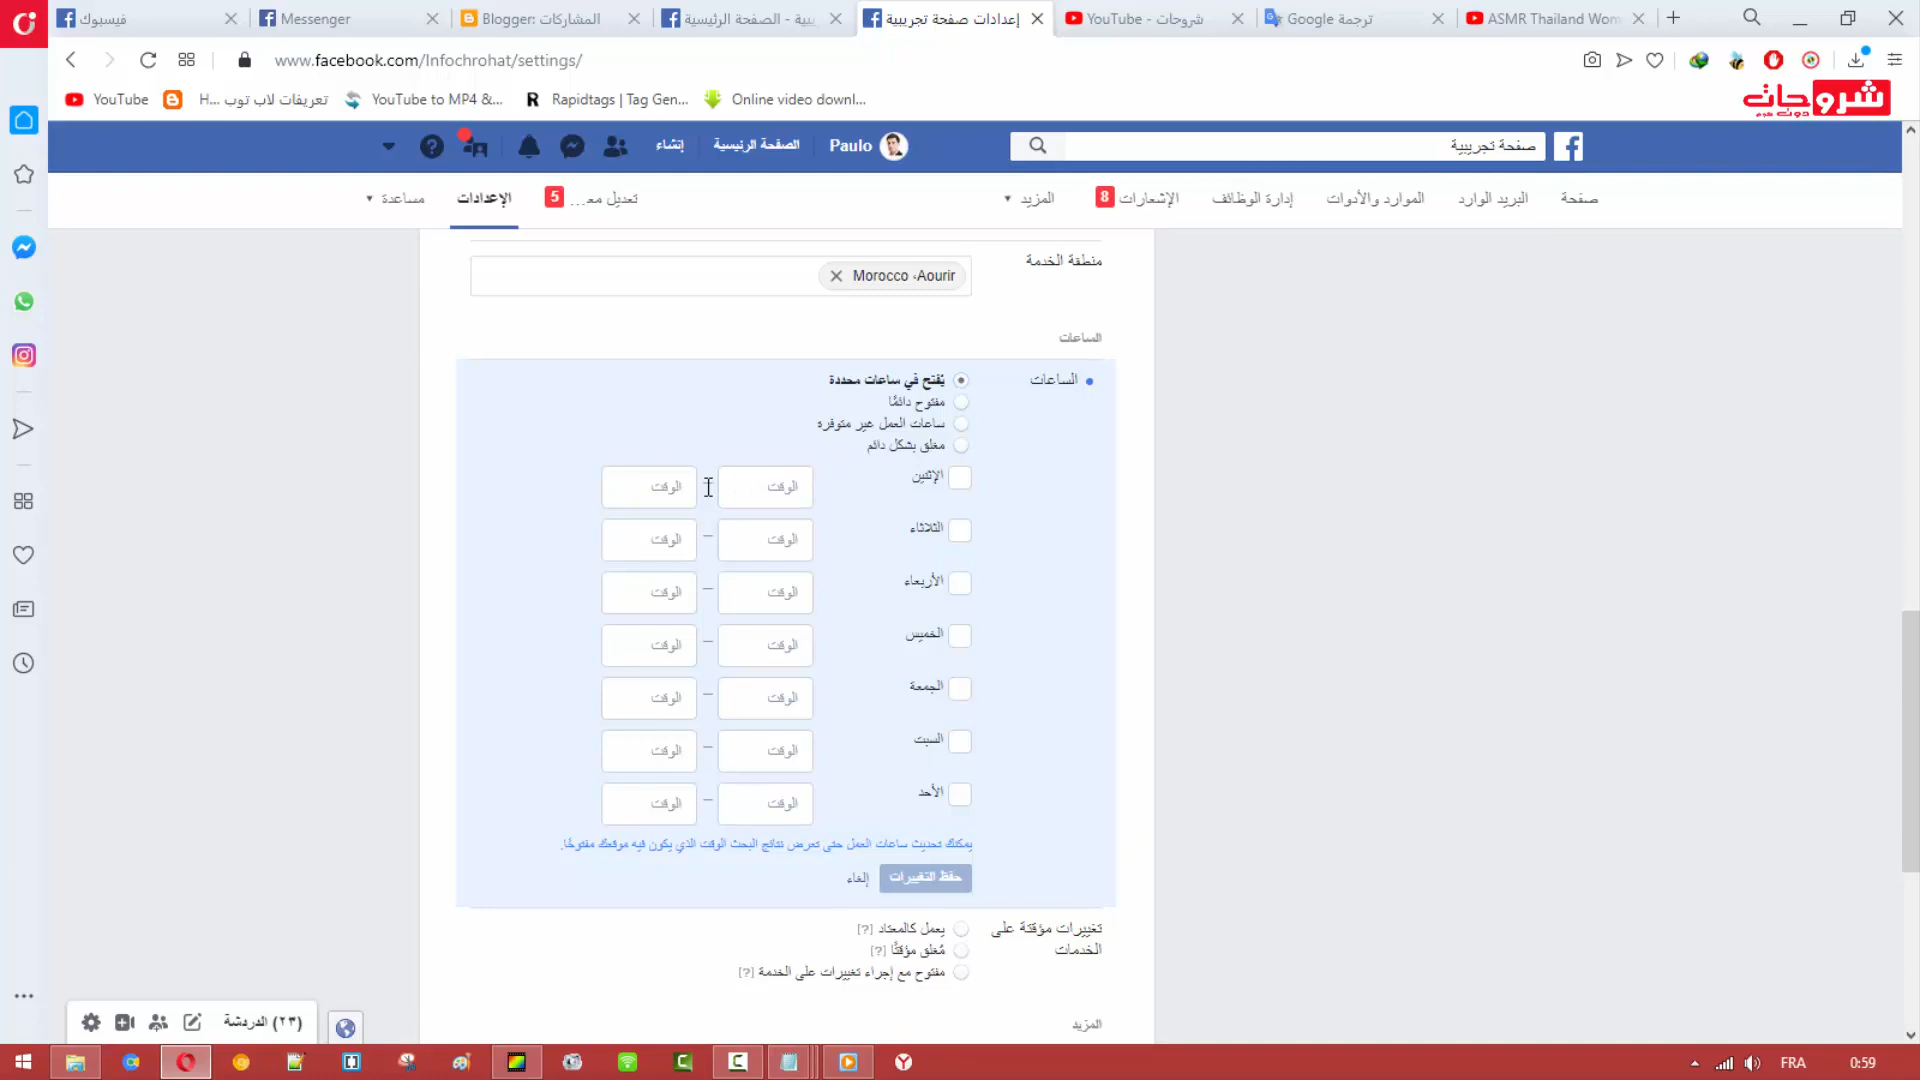 فيسبوك
Messenger
Blogger: المشاركات
يبية - الصفحة الرئيسية
إعدادات صفحة تجريبية
YouTube - شروحات
ترجمة Google
ASMR Thailand Wom
www.facebook.com/Infochrohat/settings/
YouTube
H... تعريفات لاب توب
YouTube to MP4 &...
Rapidtags | Tag Gen...
Online video downl...
شروحات
دوت كوم
صفحة تجريبية
Paulo
الصفحة الرئيسية
إنشاء
صفحة
البريد الوارد
الموارد والأدوات
إدارة الوظائف
الإشعارات 8
المزيد
تعديل مع... 5
الإعدادات
مساعدة
منطقة الخدمة
Morocco ،Aourir
الساعات
الساعات
يُفتح في ساعات محددة
مفتوح دائمًا
ساعات العمل غير متوفرة
مغلق بشكل دائم
الإثنين
الوقت
الوقت
الثلاثاء
الوقت – الوقت
الأربعاء
الوقت – الوقت
الخميس
الوقت – الوقت
الجمعة
الوقت – الوقت
السبت
الوقت – الوقت
الأحد
الوقت – الوقت
يمكنك تحديث ساعات العمل حتى تعرض نتائج البحث الوقت الذي يكون فيه موقعك مفتوحًا.
حفظ التغييرات
إلغاء
تغييرات مؤقتة على الخدمات
يعمل كالمعتاد [?]
مُغلق مؤقتًا [?]
مفتوح مع إجراء تغييرات على الخدمة [?]
المزيد
الدردشة (٢٣)
FRA
0:59